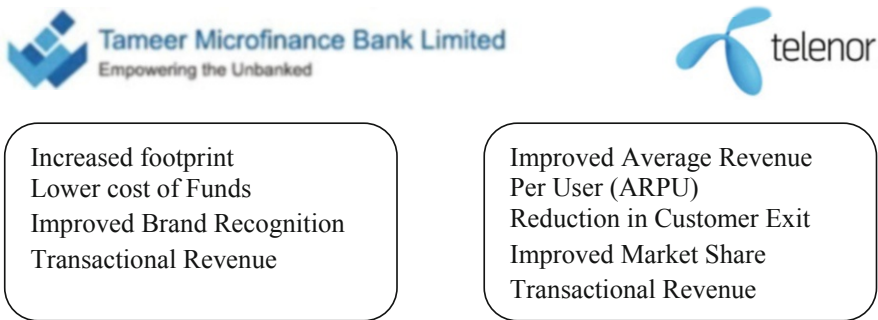 Tameer Microfinance Bank Limited
Empowering the Unbanked
telenor
Increased footprint
Lower cost of Funds
Improved Brand Recognition
Transactional Revenue
Improved Average Revenue
Per User (ARPU)
Reduction in Customer Exit
Improved Market Share
Transactional Revenue